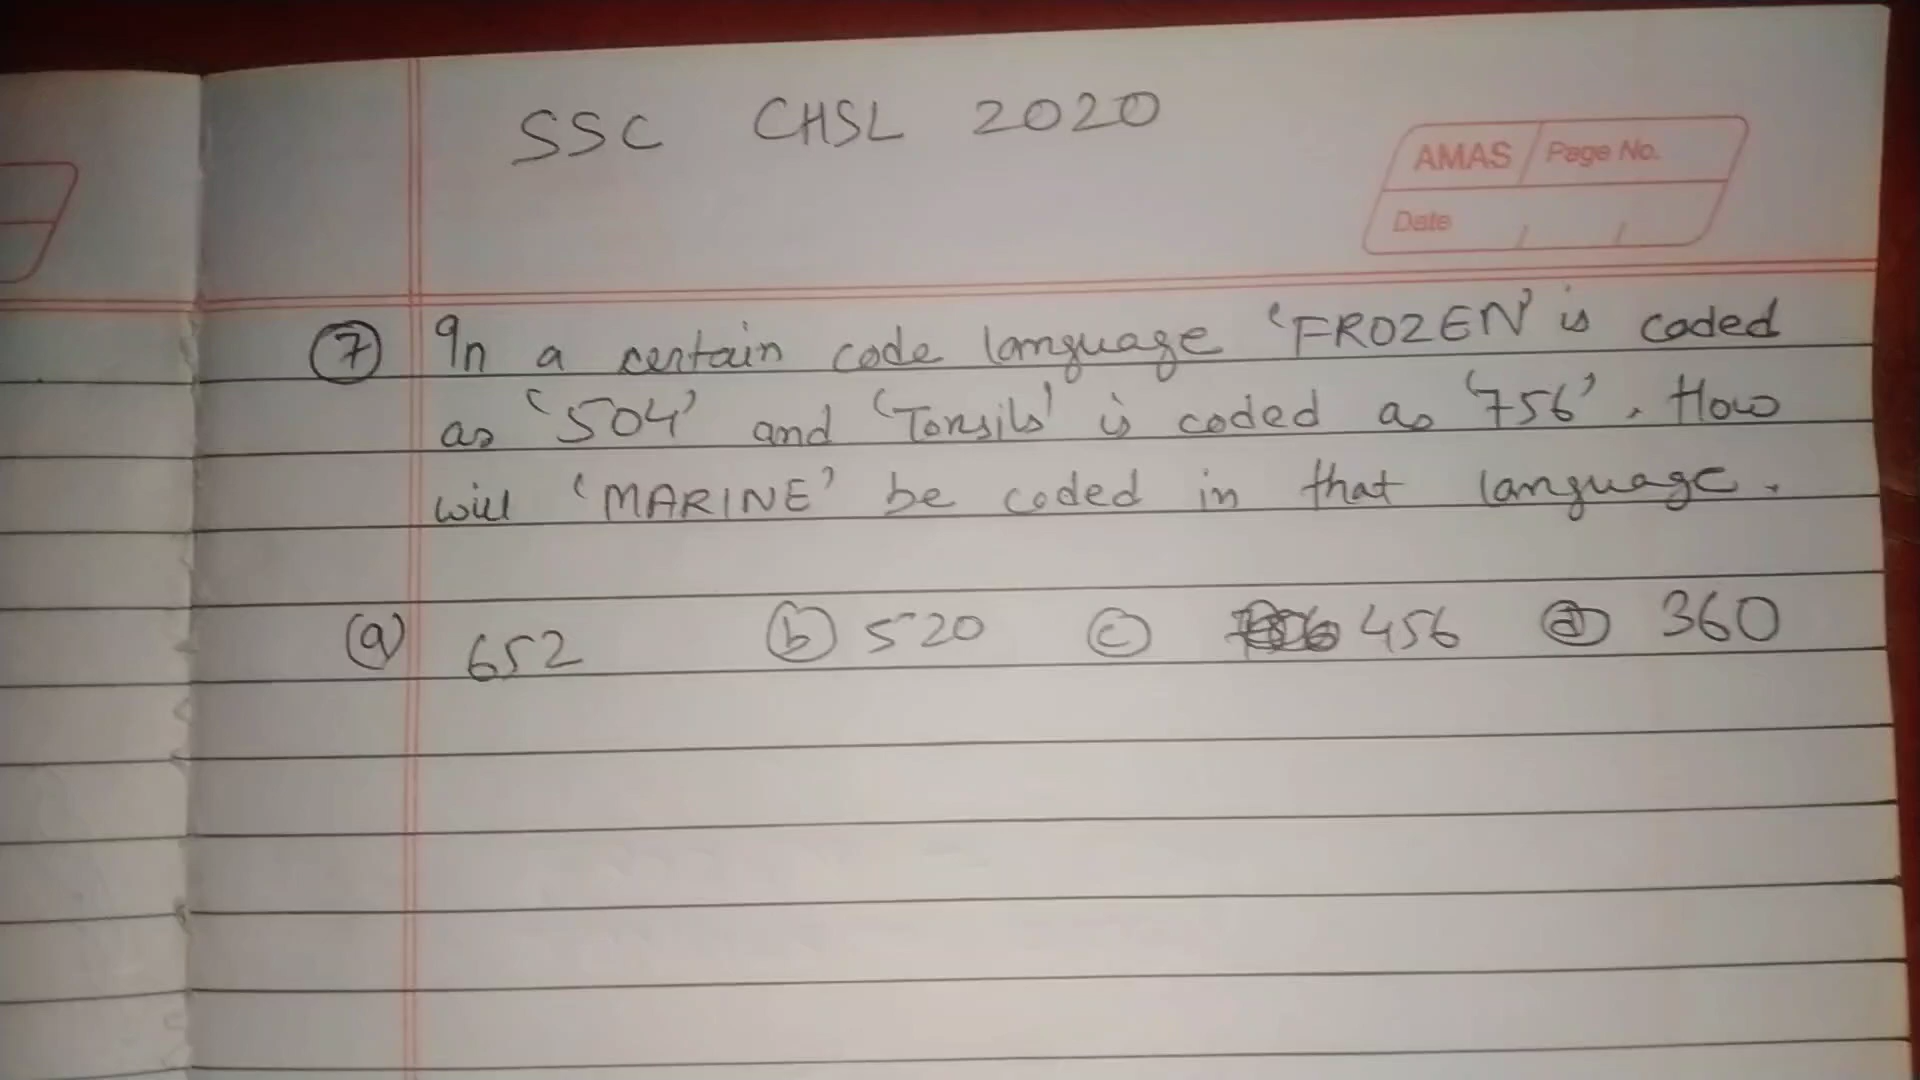 SSC CHSL 2020
AMAS Page No.
Date
7 In a certain code language 'FROZEN' is coded
as '504' and 'Tonsils' is coded as '756'. How
will 'MARINE' be coded in that language.
(a) 652 (b) 520 (c) 456 (d) 360